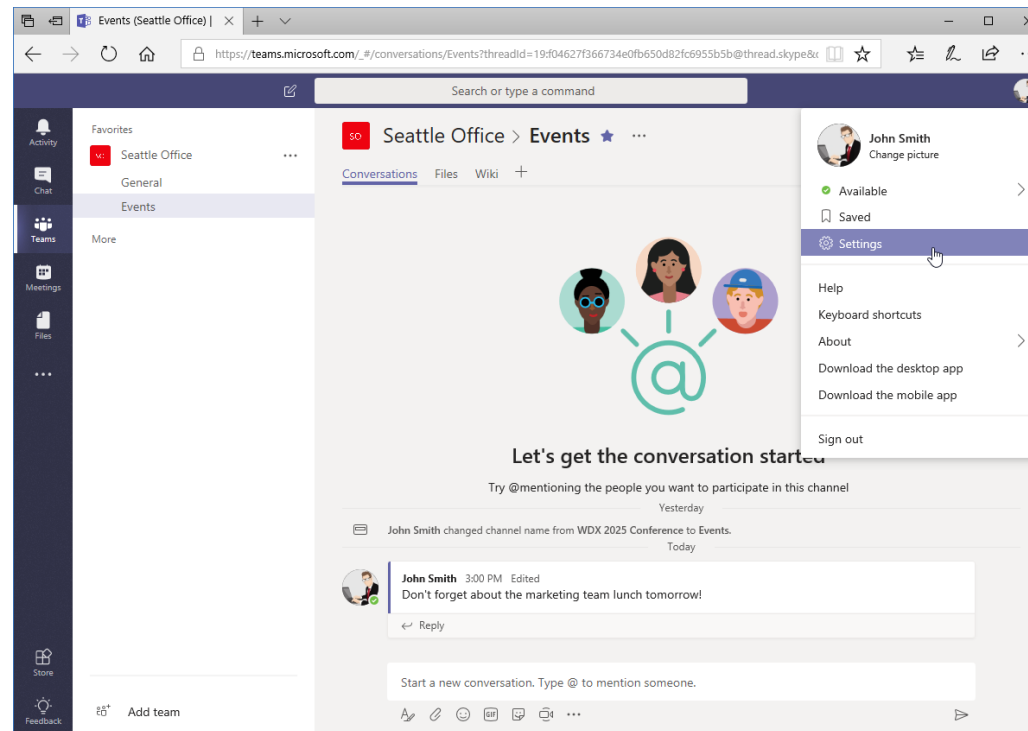 Events (Seattle Office) |
https://teams.microsoft.com/_#/conversations/Events?threadId=19:f04627f366734e0fb650d82fc6955b5b@thread.skype&c
Search or type a command
Activity
Chat
Teams
Meetings
Files
Store
Feedback
Favorites
Seattle Office
General
Events
More
Add team
SO Seattle Office > Events
Conversations Files Wiki
John Smith
Change picture
Available
Saved
Settings
Help
Keyboard shortcuts
About
Download the desktop app
Download the mobile app
Sign out
Let's get the conversation started
Try @mentioning the people you want to participate in this channel
Yesterday
John Smith changed channel name from WDX 2025 Conference to Events.
Today
John Smith 3:00 PM Edited
Don't forget about the marketing team lunch tomorrow!
Reply
Start a new conversation. Type @ to mention someone.
GIF